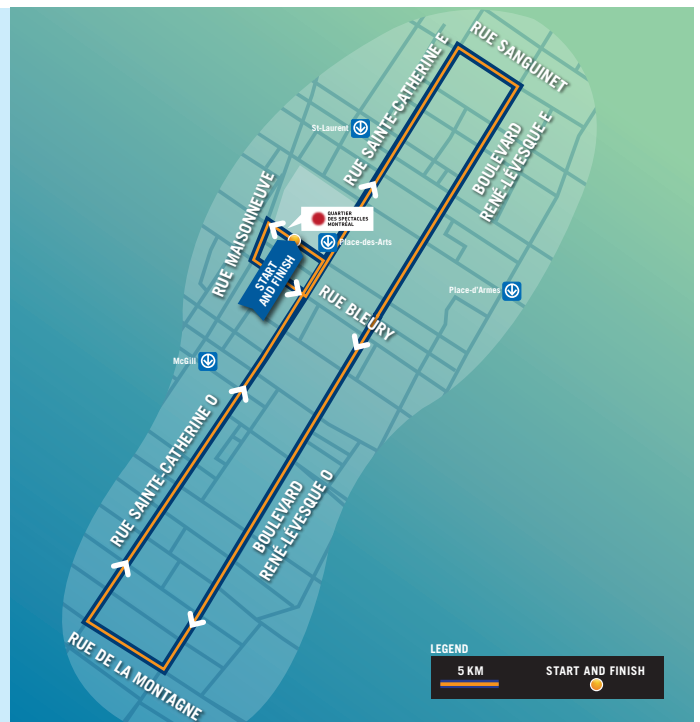 RUE SANGUINET
RUE SAINTE-CATHERINE E
St-Laurent
BOULEVARD
RENÉ-LÉVESQUE E
RUE MAISONNEUVE
QUARTIER
DES SPECTACLES
MONTRÉAL
Place-des-Arts
START
AND FINISH
RUE BLEURY
Place-d'Armes
McGill
RUE SAINTE-CATHERINE O
BOULEVARD
RENÉ-LÉVESQUE O
RUE DE LA MONTAGNE
LEGEND
5 KM
START AND FINISH